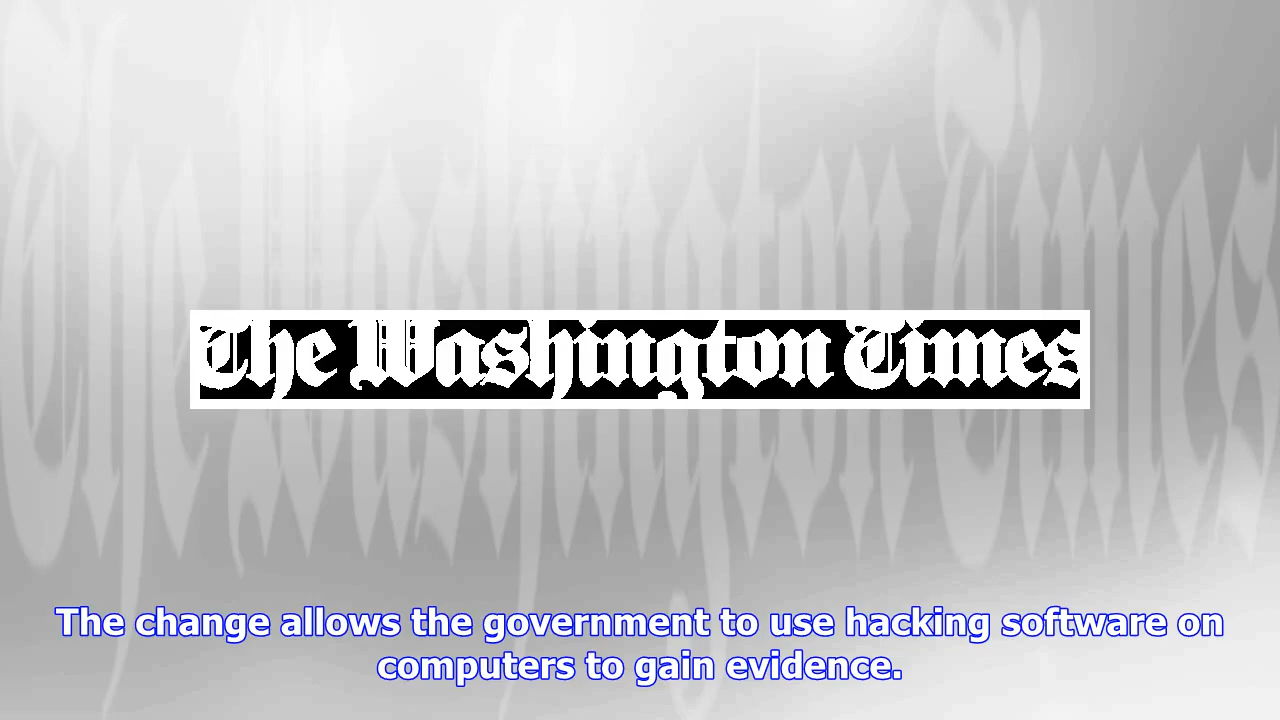 The Washington Times
The change allows the government to use hacking software on
computers to gain evidence.